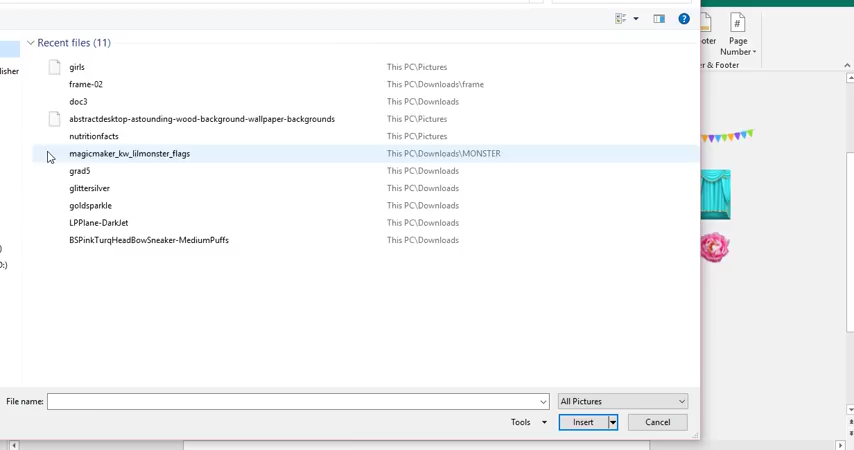 Recent files (11)
girls This PC\Pictures
frame-02 This PC\Downloads\frame
doc3 This PC\Downloads
abstractdesktop-astounding-wood-background-wallpaper-backgrounds This PC\Pictures
nutritionfacts This PC\Pictures
magicmaker_kw_lilmonster_flags This PC\Downloads\MONSTER
grad5 This PC\Downloads
glittersilver This PC\Downloads
goldsparkle This PC\Downloads
LPPlane-DarkJet This PC\Downloads
BSPinkTurqHeadBowSneaker-MediumPuffs This PC\Downloads
lisher
)
D:)
File name: All Pictures
Tools Insert Cancel
oter Page
Number
r & Footer